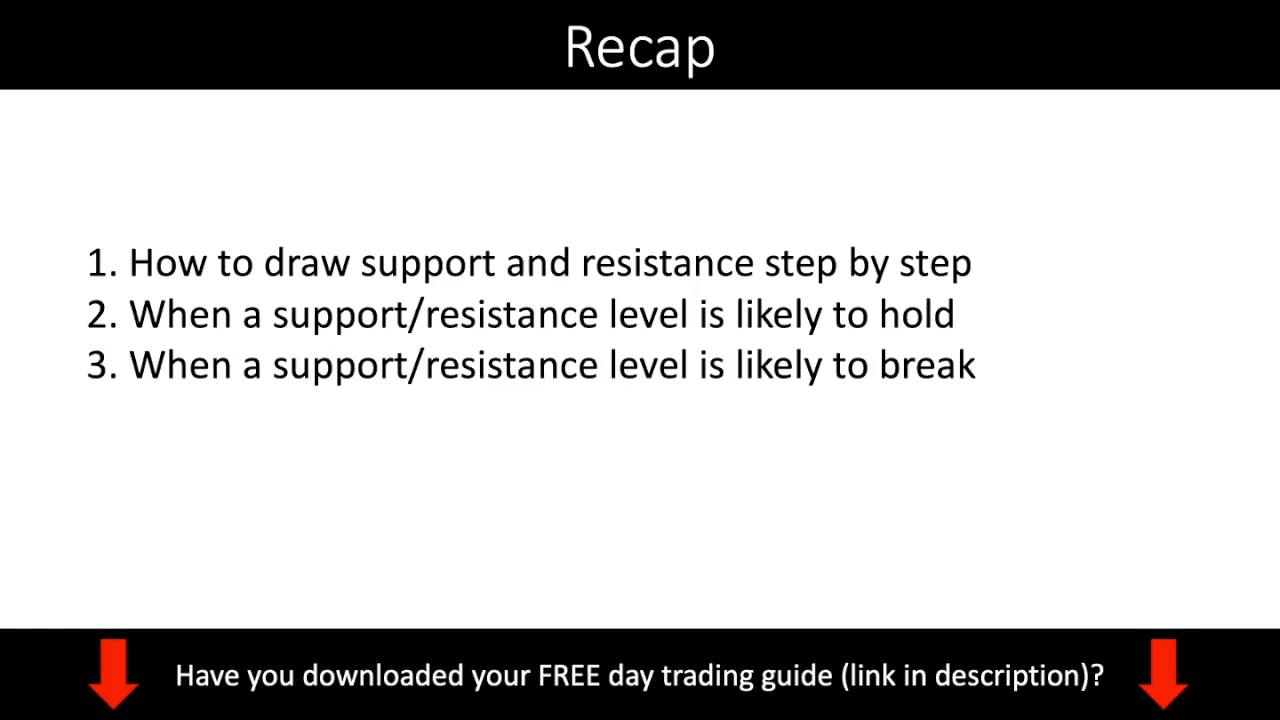 Recap
1. How to draw support and resistance step by step
2. When a support/resistance level is likely to hold
3. When a support/resistance level is likely to break
Have you downloaded your FREE day trading guide (link in description)?